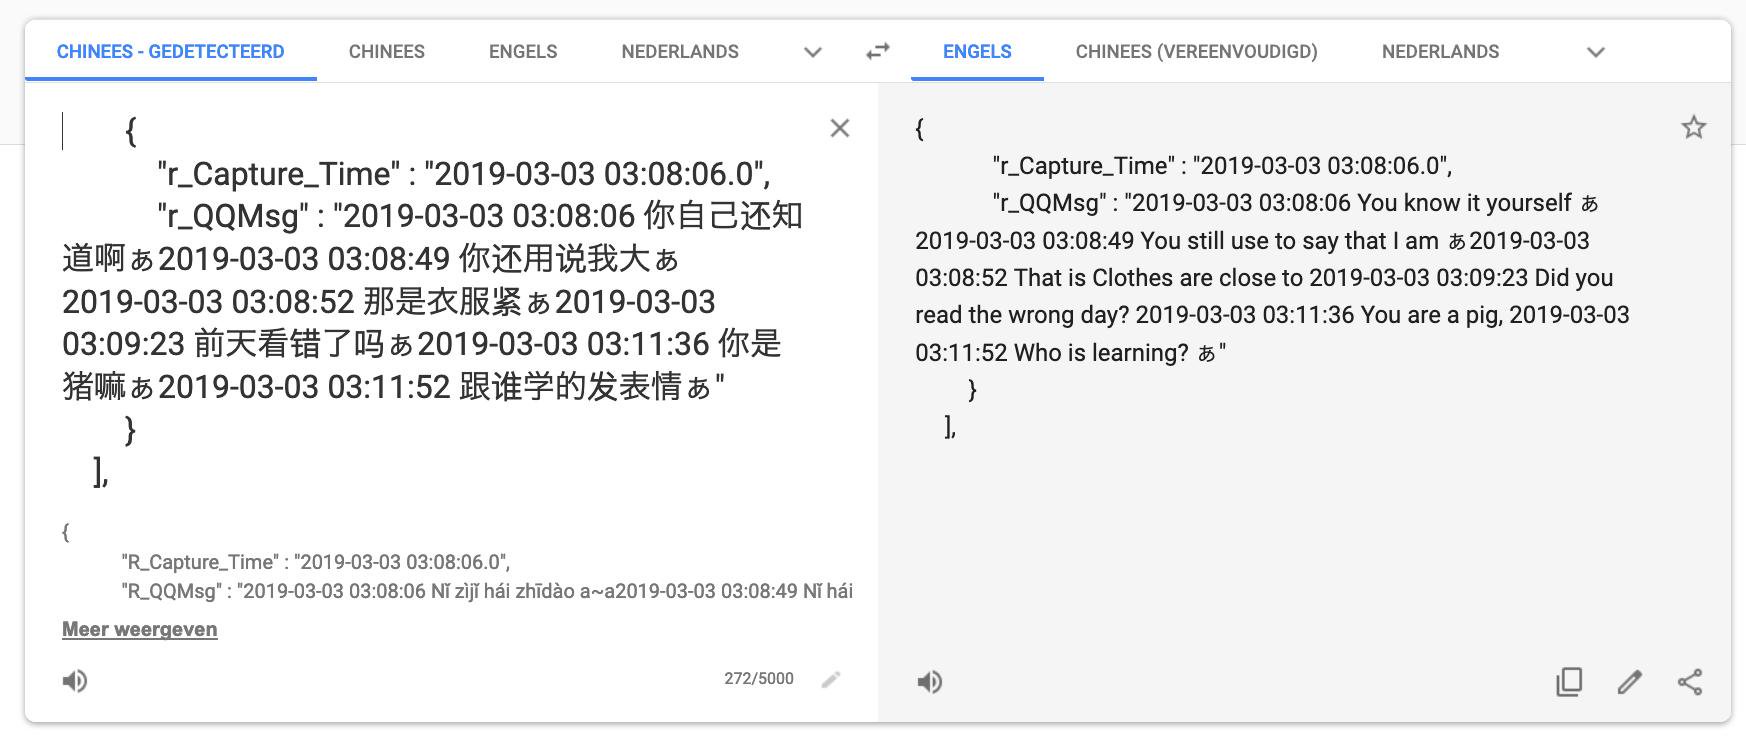 CHINEES - GEDETECTEERD CHINEES ENGELS NEDERLANDS ENGELS CHINEES (VEREENVOUDIGD) NEDERLANDS
{
"r_Capture_Time" : "2019-03-03 03:08:06.0",
"r_QQMsg" : "2019-03-03 03:08:06 你自己还知
道啊ぁ2019-03-03 03:08:49 你还用说我大ぁ
2019-03-03 03:08:52 那是衣服紧ぁ2019-03-03
03:09:23 前天看错了吗ぁ2019-03-03 03:11:36 你是
猪嘛ぁ2019-03-03 03:11:52 跟谁学的发表情ぁ"
}
],
{
"R_Capture_Time" : "2019-03-03 03:08:06.0",
"R_QQMsg" : "2019-03-03 03:08:06 Nǐ zìjǐ hái zhīdào a~a2019-03-03 03:08:49 Nǐ hái
Meer weergeven
272/5000
{
"r_Capture_Time" : "2019-03-03 03:08:06.0",
"r_QQMsg" : "2019-03-03 03:08:06 You know it yourself ぁ
2019-03-03 03:08:49 You still use to say that I am ぁ2019-03-03
03:08:52 That is Clothes are close to 2019-03-03 03:09:23 Did you
read the wrong day? 2019-03-03 03:11:36 You are a pig, 2019-03-03
03:11:52 Who is learning? ぁ"
}
],